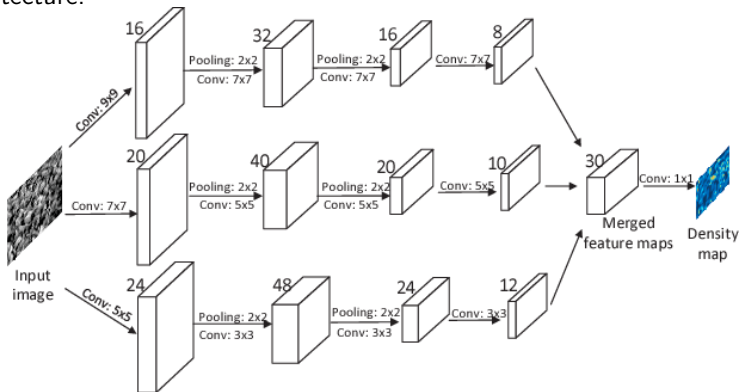 tecture.
16
32
16
8
Pooling: 2x2
Conv: 7x7
Pooling: 2x2
Conv: 7x7
Conv: 7x7
Conv: 9x9
20
40
20
10
30
Conv: 7x7
Pooling: 2x2
Conv: 5x5
Pooling: 2x2
Conv: 5x5
Conv: 5x5
Conv: 1x1
Input
image
Merged
feature maps
Density
map
Conv: 5x5
24
48
24
12
Pooling: 2x2
Conv: 3x3
Pooling: 2x2
Conv: 3x3
Conv: 3x3